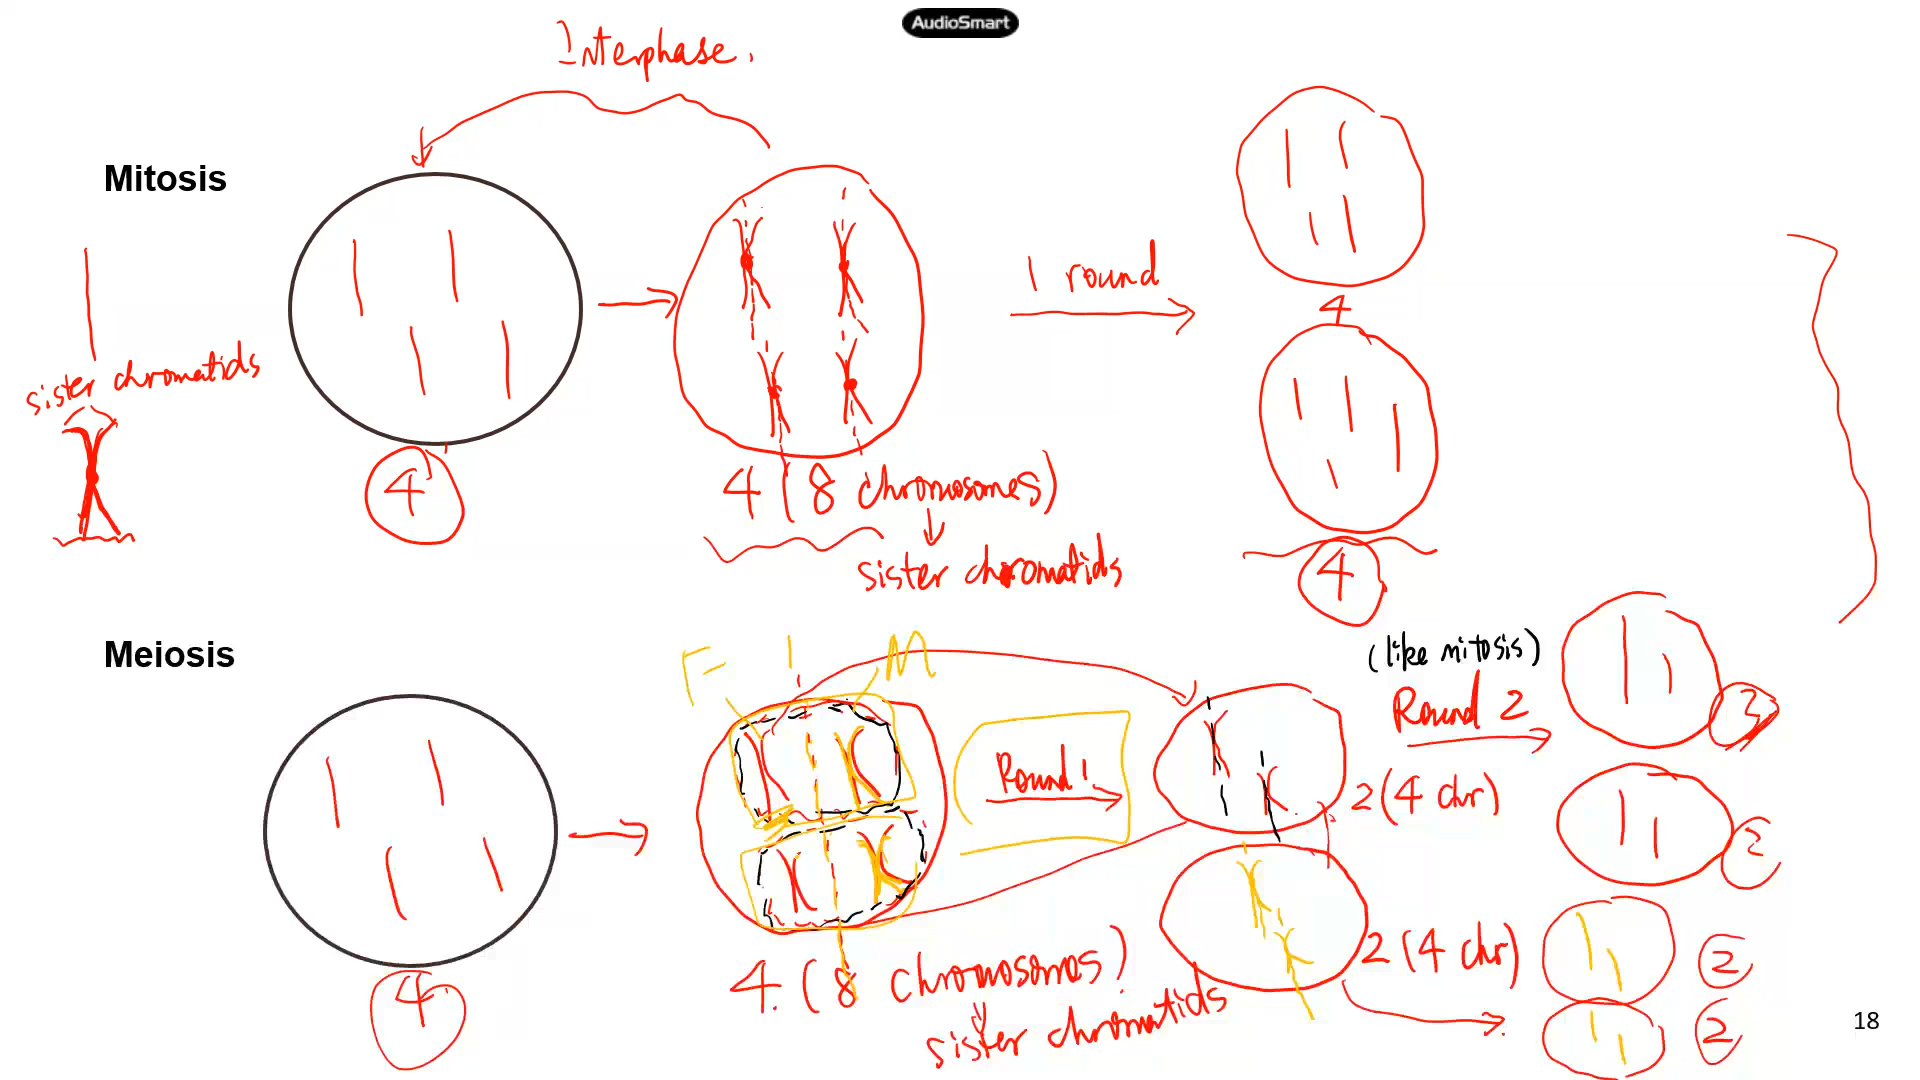 AudioSmart
Interphase.
Mitosis
1 round
sister chromatids
4
4
4 (8 chromosomes)
sister chromatids
4
Meiosis
F
M
(like mitosis)
Round 2
2
Round 1
2 (4 chr)
2
4
4. (8 chromosomes)
sister chromatids
2 (4 chr)
2
2
18